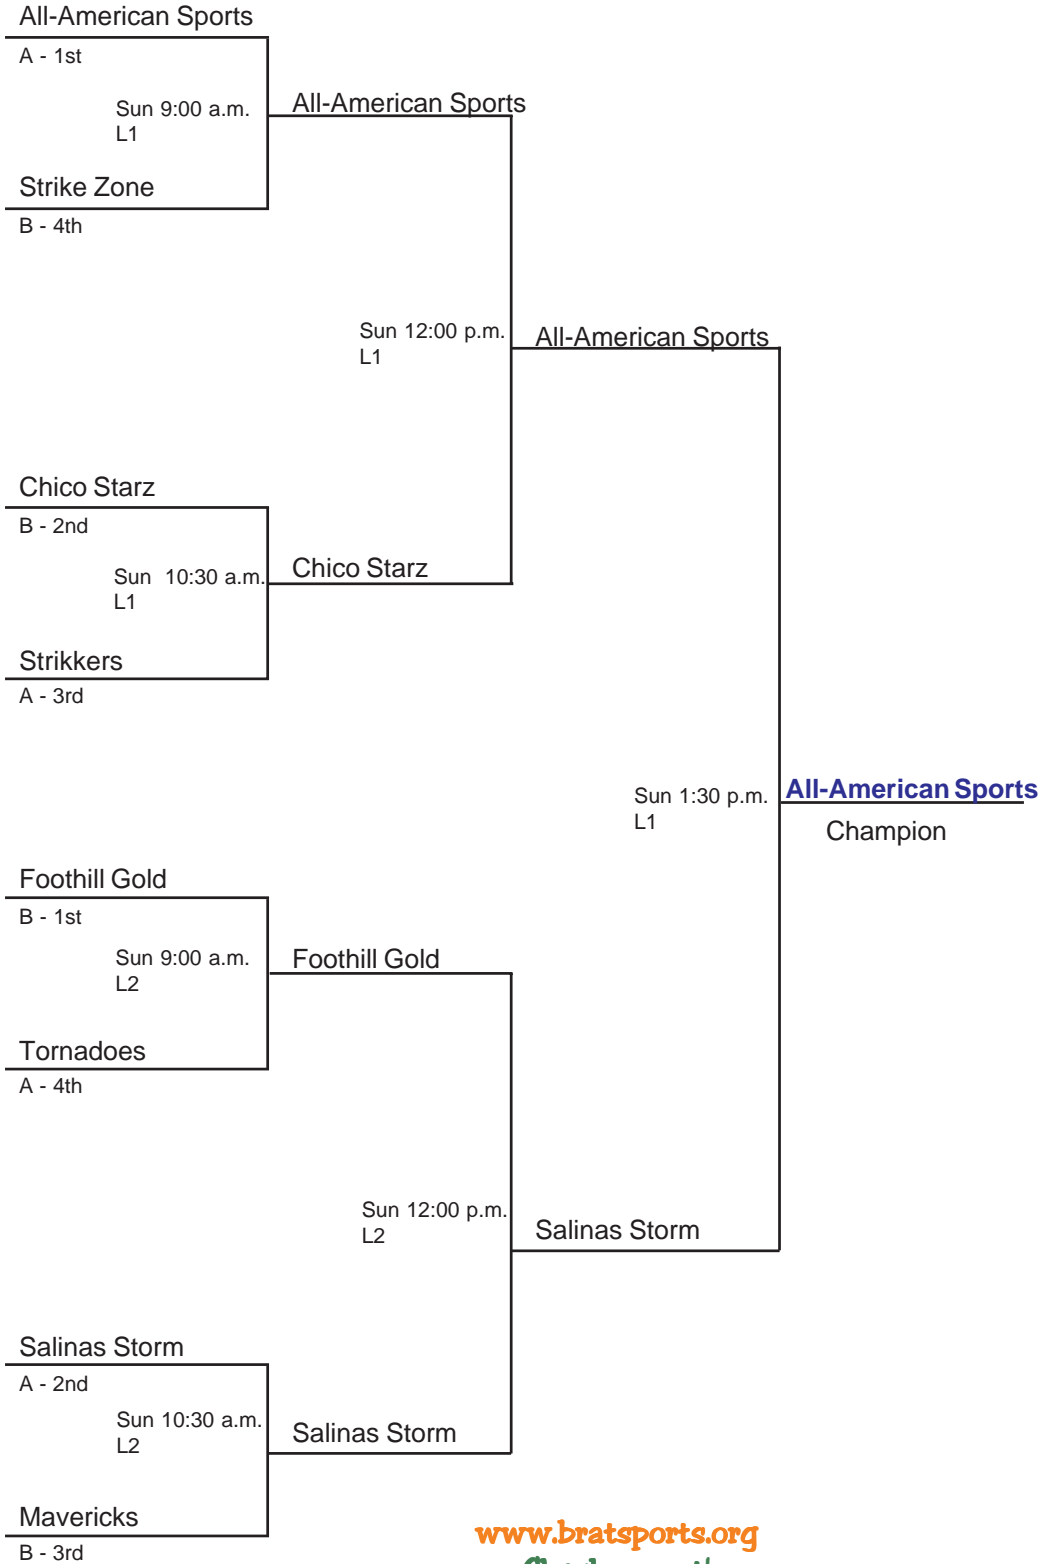 All-American Sports
A - 1st
Sun 9:00 a.m.
L1
All-American Sports
Strike Zone
B - 4th
Sun 12:00 p.m.
L1
All-American Sports
Chico Starz
B - 2nd
Sun 10:30 a.m.
L1
Chico Starz
Strikkers
A - 3rd
Sun 1:30 p.m.
L1
All-American Sports
Champion
Foothill Gold
B - 1st
Sun 9:00 a.m.
L2
Foothill Gold
Tornadoes
A - 4th
Sun 12:00 p.m.
L2
Salinas Storm
Salinas Storm
A - 2nd
Sun 10:30 a.m.
L2
Salinas Storm
Mavericks
B - 3rd
www.bratsports.org